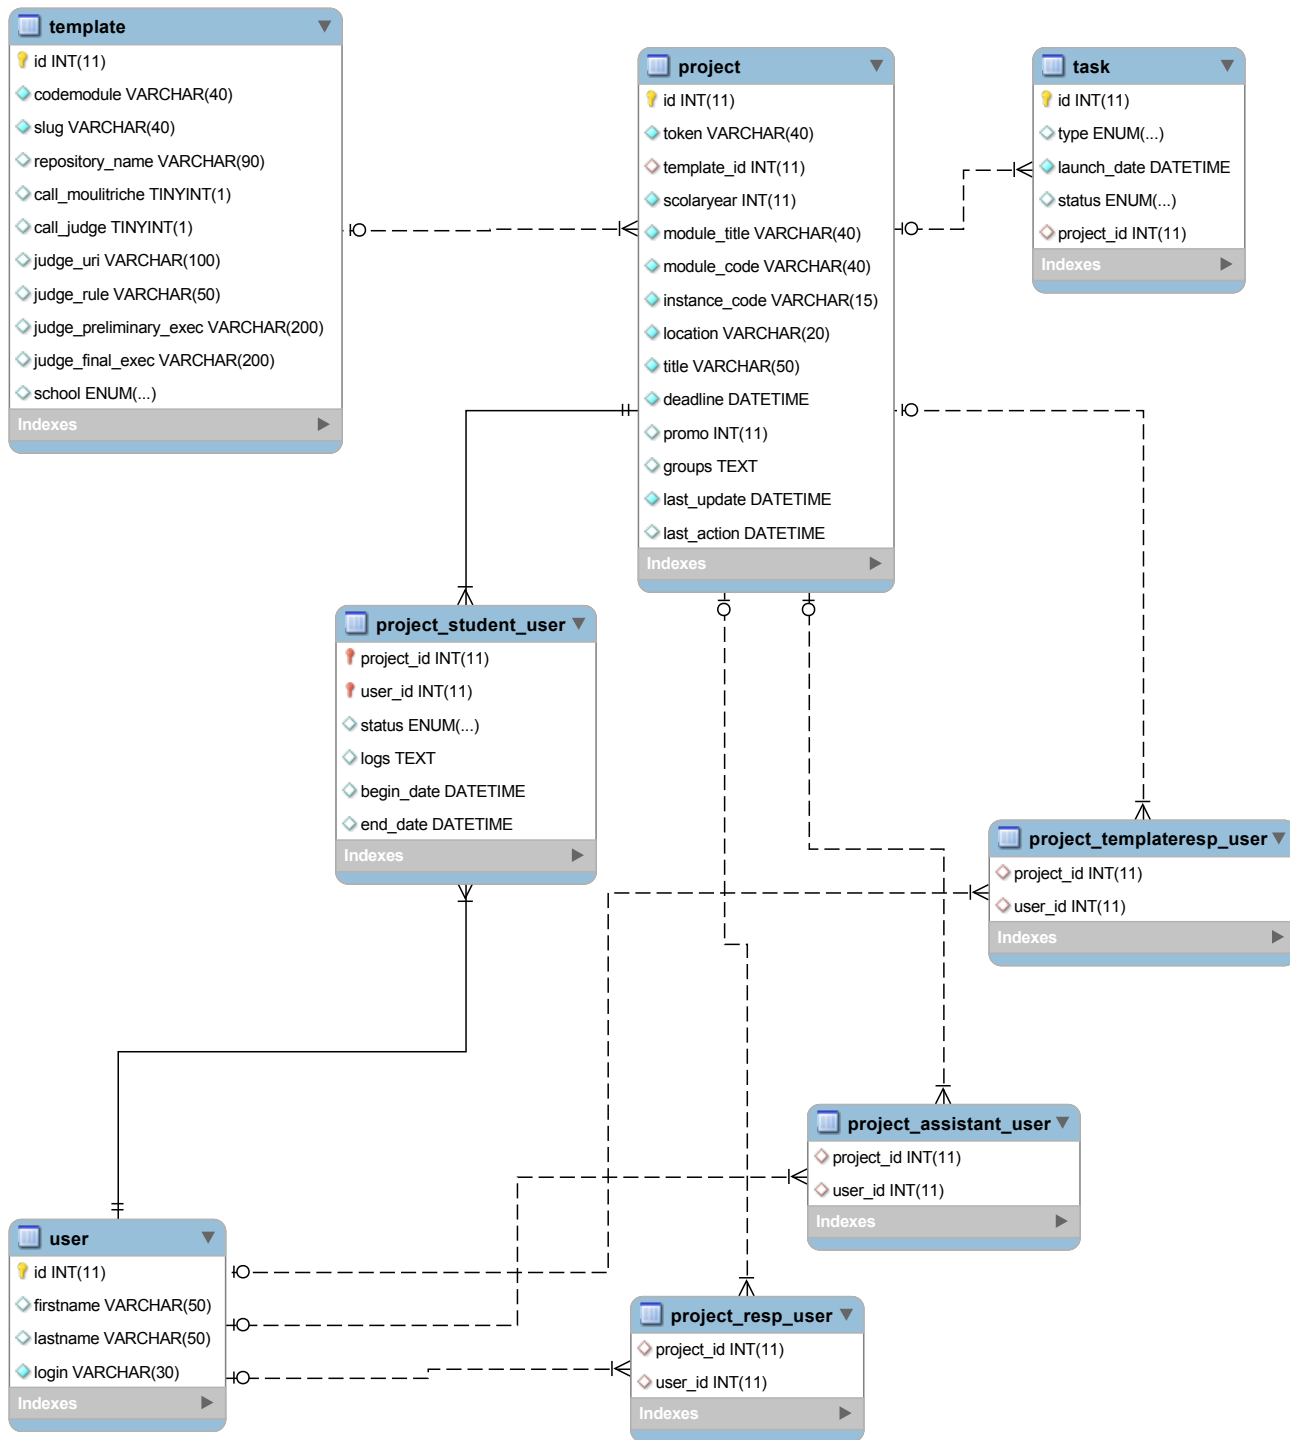 template
id INT(11)
codemodule VARCHAR(40)
slug VARCHAR(40)
repository_name VARCHAR(90)
call_moulitriche TINYINT(1)
call_judge TINYINT(1)
judge_uri VARCHAR(100)
judge_rule VARCHAR(50)
judge_preliminary_exec VARCHAR(200)
judge_final_exec VARCHAR(200)
school ENUM(...)
Indexes
project
id INT(11)
token VARCHAR(40)
template_id INT(11)
scolaryear INT(11)
module_title VARCHAR(40)
module_code VARCHAR(40)
instance_code VARCHAR(15)
location VARCHAR(20)
title VARCHAR(50)
deadline DATETIME
promo INT(11)
groups TEXT
last_update DATETIME
last_action DATETIME
Indexes
task
id INT(11)
type ENUM(...)
launch_date DATETIME
status ENUM(...)
project_id INT(11)
Indexes
project_student_user
project_id INT(11)
user_id INT(11)
status ENUM(...)
logs TEXT
begin_date DATETIME
end_date DATETIME
Indexes
project_templateresp_user
project_id INT(11)
user_id INT(11)
Indexes
project_assistant_user
project_id INT(11)
user_id INT(11)
Indexes
user
id INT(11)
firstname VARCHAR(50)
lastname VARCHAR(50)
login VARCHAR(30)
Indexes
project_resp_user
project_id INT(11)
user_id INT(11)
Indexes